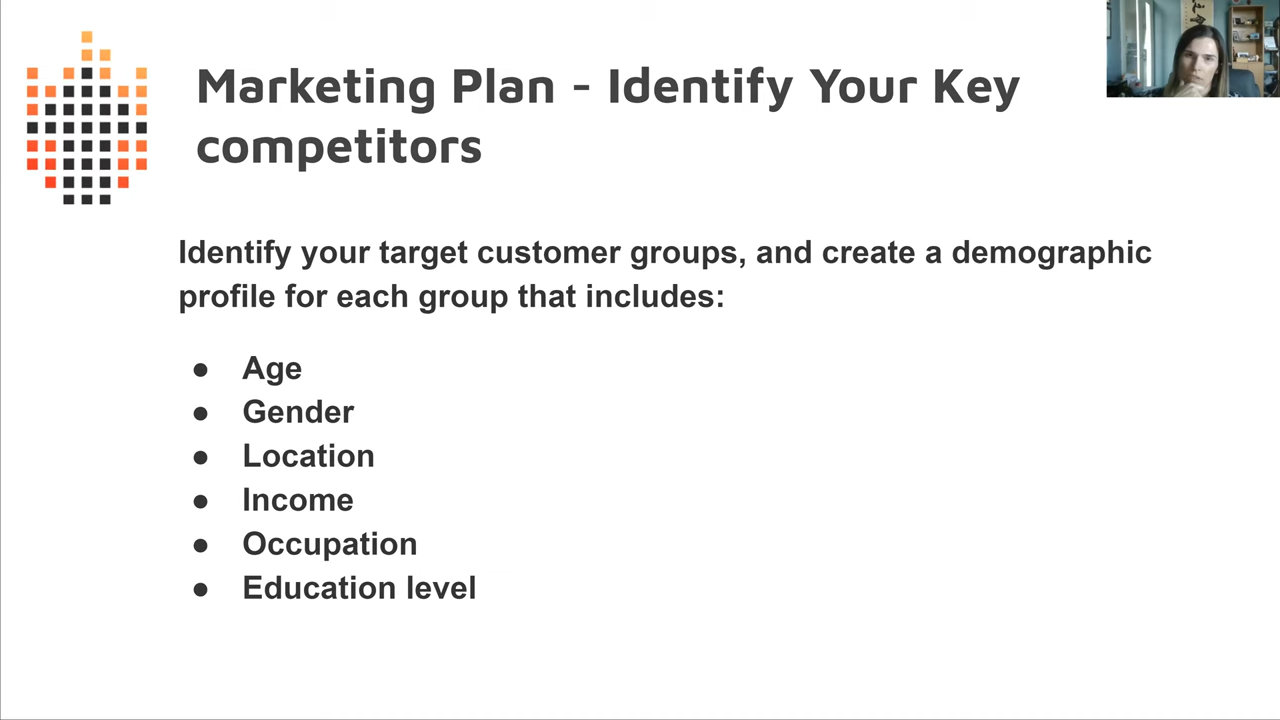 Marketing Plan - Identify Your Key
competitors
Identify your target customer groups, and create a demographic
profile for each group that includes:
● Age
● Gender
● Location
● Income
● Occupation
● Education level